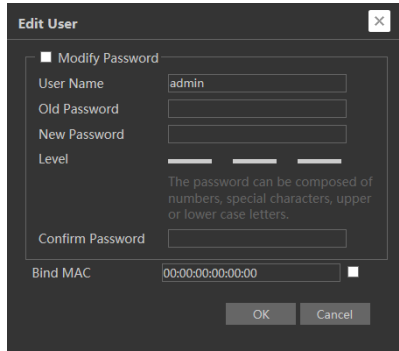 Edit User
Modify Password
User Name admin
Old Password
New Password
Level
The password can be composed of
numbers, special characters, upper
or lower case letters.
Confirm Password
Bind MAC 00:00:00:00:00:00
OK Cancel